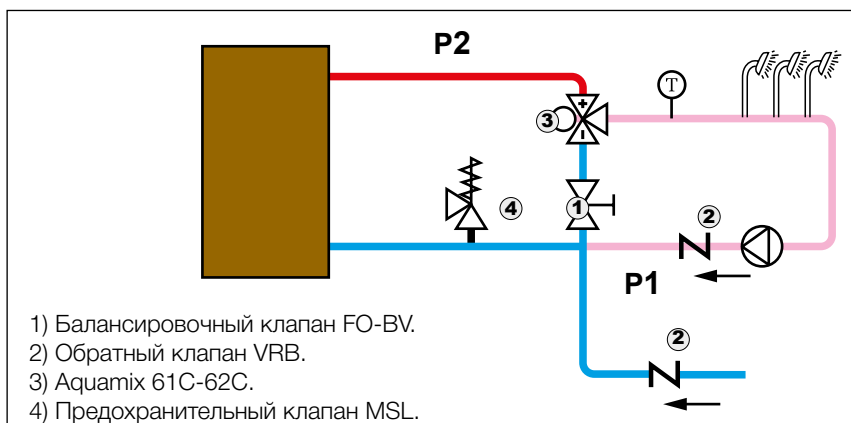 P2
+
T
3
-
4
1
2
P1
2
1) Балансировочный клапан FO-BV.
2) Обратный клапан VRB.
3) Aquamix 61C-62C.
4) Предохранительный клапан MSL.